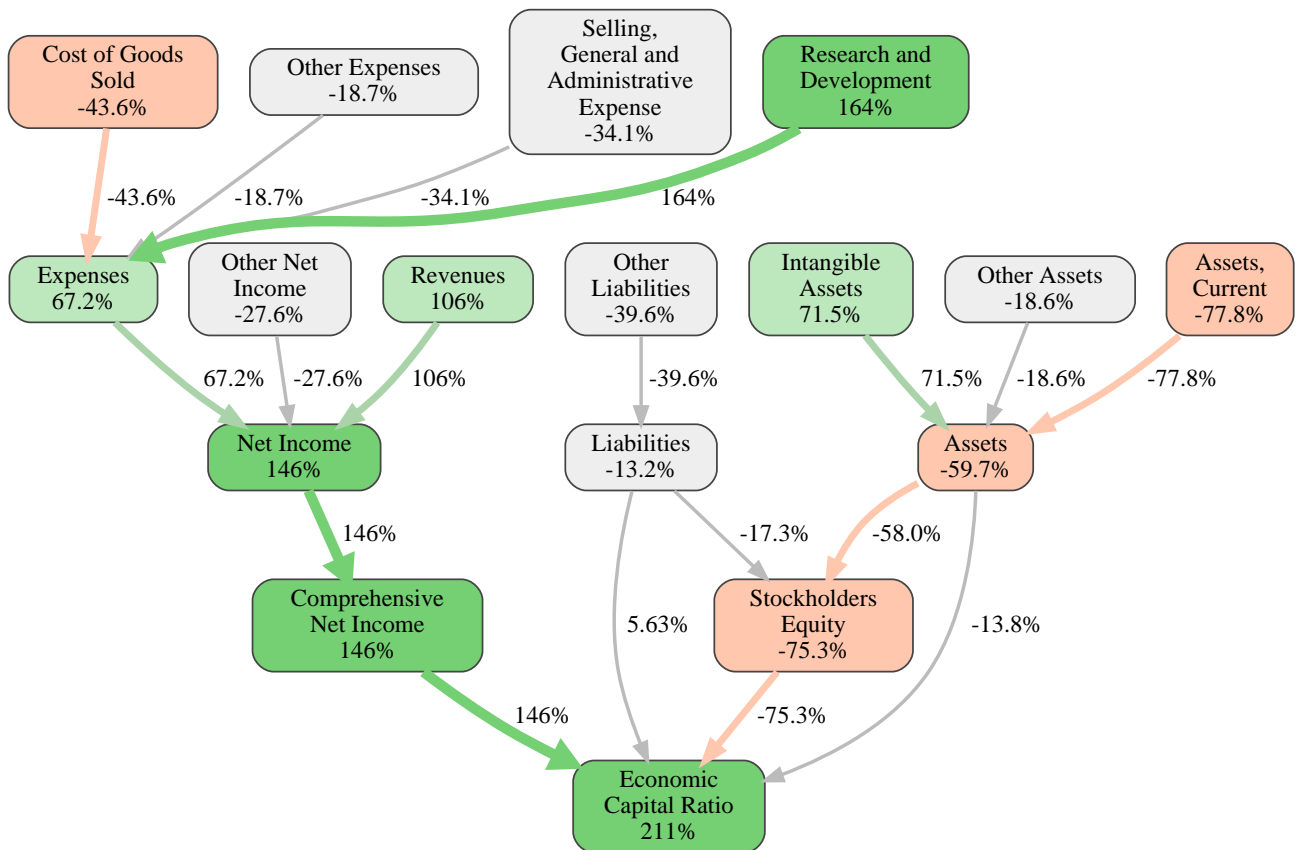 Cost of Goods
Sold
-43.6%
Other Expenses
-18.7%
Selling,
General and
Administrative
Expense
-34.1%
Research and
Development
164%
-43.6%
-18.7%
-34.1%
164%
Expenses
67.2%
Other Net
Income
-27.6%
Revenues
106%
Other
Liabilities
-39.6%
Intangible
Assets
71.5%
Other Assets
-18.6%
Assets,
Current
-77.8%
67.2%
-27.6%
106%
-39.6%
71.5%
-18.6%
-77.8%
Net Income
146%
Liabilities
-13.2%
Assets
-59.7%
146%
-17.3%
-58.0%
Comprehensive
Net Income
146%
5.63%
Stockholders
Equity
-75.3%
-13.8%
146%
-75.3%
Economic
Capital Ratio
211%